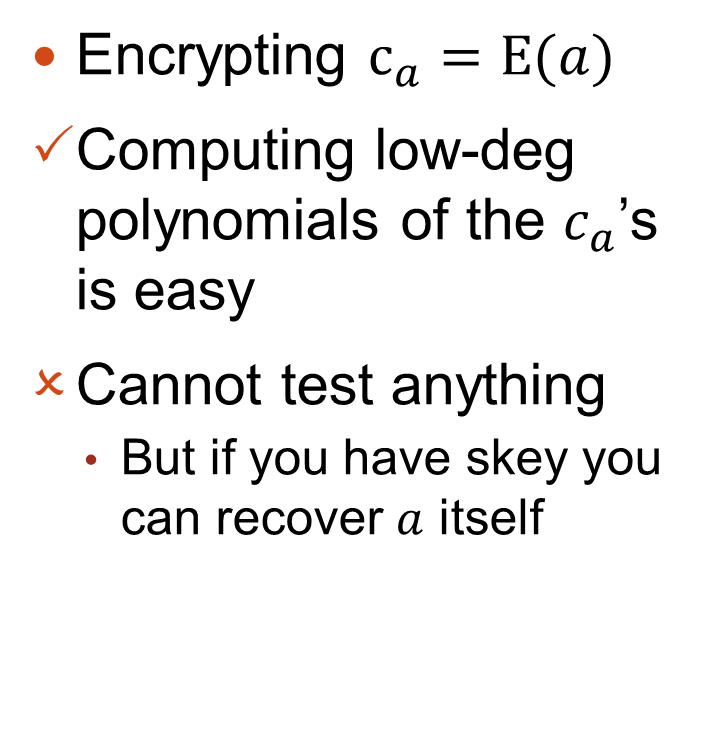 • Encrypting cₐ = E(a)
✓ Computing low-deg
polynomials of the cₐ’s
is easy
× Cannot test anything
• But if you have skey you
can recover a itself